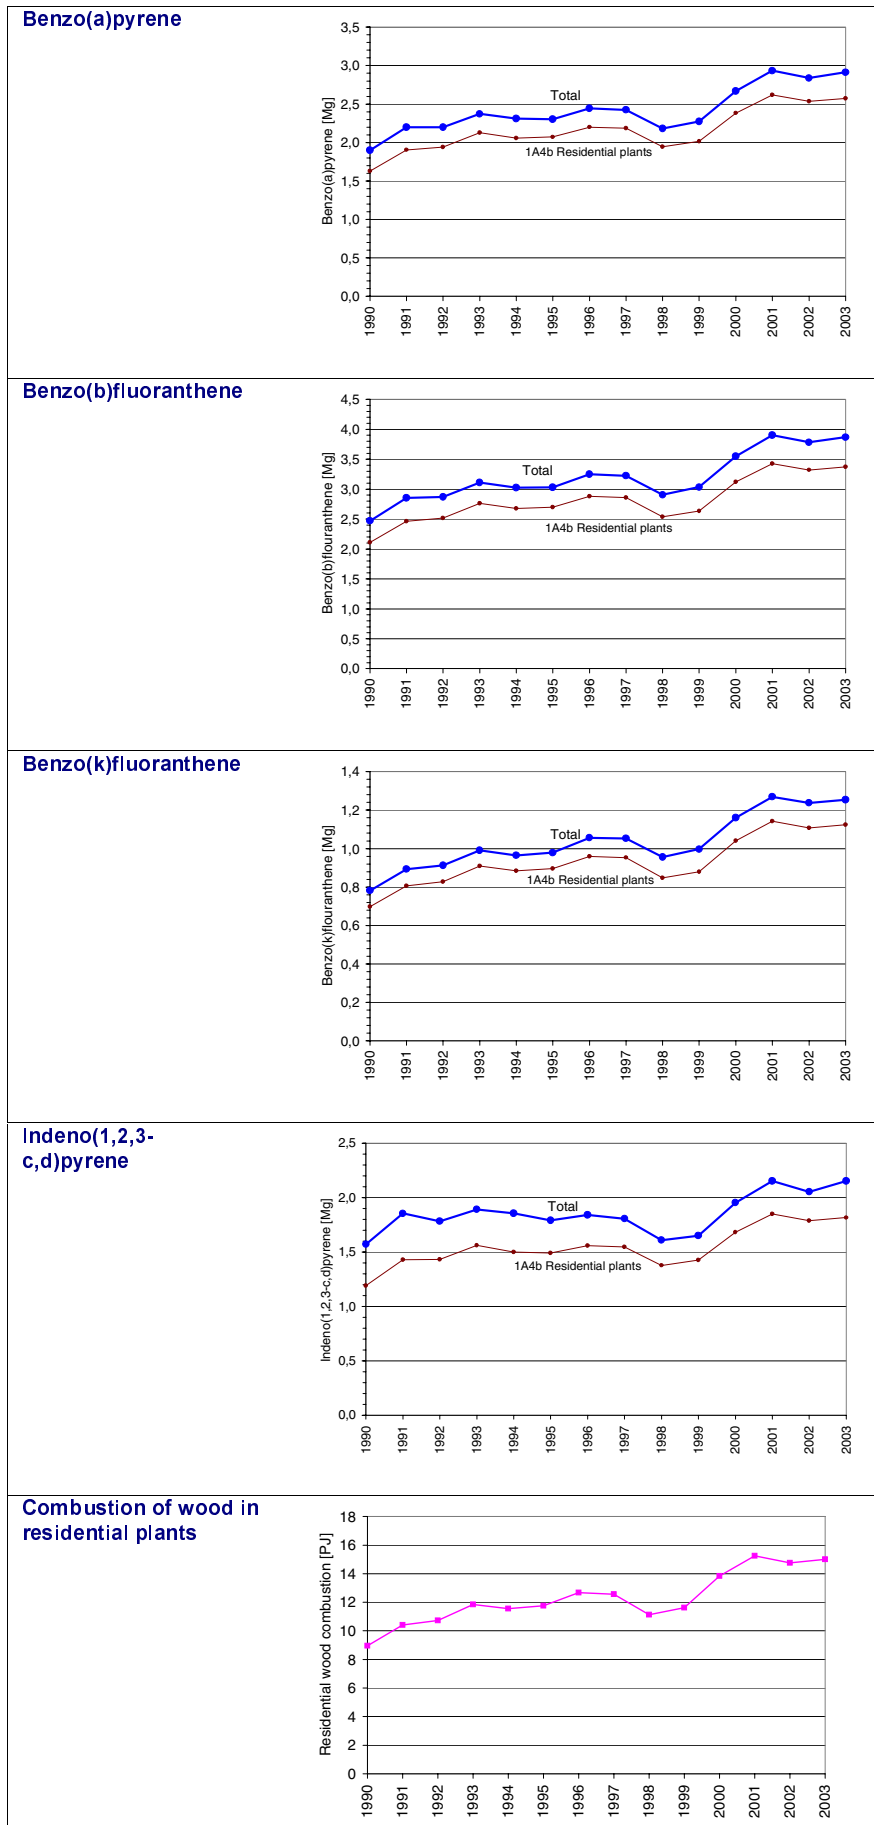 Benzo(a)pyrene
Benzo(a)pyrene [Mg]
3,5
3,0
2,5
2,0
1,5
1,0
0,5
0,0
Total
1A4b Residential plants
1990 1991 1992 1993 1994 1995 1996 1997 1998 1999 2000 2001 2002 2003
Benzo(b)fluoranthene
Benzo(b)flouranthene [Mg]
4,5
4,0
3,5
3,0
2,5
2,0
1,5
1,0
0,5
0,0
Total
1A4b Residential plants
1990 1991 1992 1993 1994 1995 1996 1997 1998 1999 2000 2001 2002 2003
Benzo(k)fluoranthene
Benzo(k)flouranthene [Mg]
1,4
1,2
1,0
0,8
0,6
0,4
0,2
0,0
Total
1A4b Residential plants
1990 1991 1992 1993 1994 1995 1996 1997 1998 1999 2000 2001 2002 2003
Indeno(1,2,3-
c,d)pyrene
Indeno(1,2,3-c,d)pyrene [Mg]
2,5
2,0
1,5
1,0
0,5
0,0
Total
1A4b Residential plants
1990 1991 1992 1993 1994 1995 1996 1997 1998 1999 2000 2001 2002 2003
Combustion of wood in
residential plants
Residential wood combustion [PJ]
18
16
14
12
10
8
6
4
2
0
1990 1991 1992 1993 1994 1995 1996 1997 1998 1999 2000 2001 2002 2003